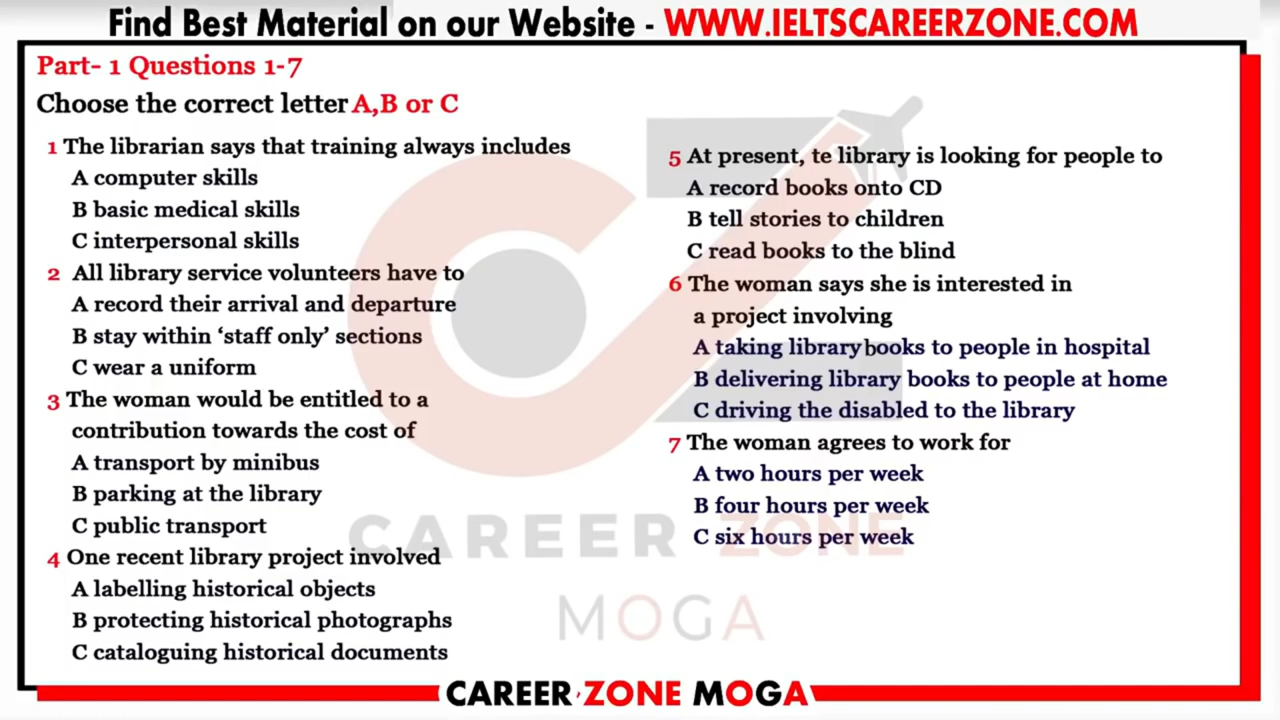 Find Best Material on our Website - WWW.IELTSCAREERZONE.COM
Part- 1 Questions 1-7
Choose the correct letter A,B or C
1 The librarian says that training always includes
A computer skills
B basic medical skills
C interpersonal skills
2 All library service volunteers have to
A record their arrival and departure
B stay within ‘staff only’ sections
C wear a uniform
3 The woman would be entitled to a
contribution towards the cost of
A transport by minibus
B parking at the library
C public transport
4 One recent library project involved
A labelling historical objects
B protecting historical photographs
C cataloguing historical documents
5 At present, te library is looking for people to
A record books onto CD
B tell stories to children
C read books to the blind
6 The woman says she is interested in
a project involving
A taking library books to people in hospital
B delivering library books to people at home
C driving the disabled to the library
7 The woman agrees to work for
A two hours per week
B four hours per week
C six hours per week
CAREER ZONE
MOGA
CAREER ZONE MOGA